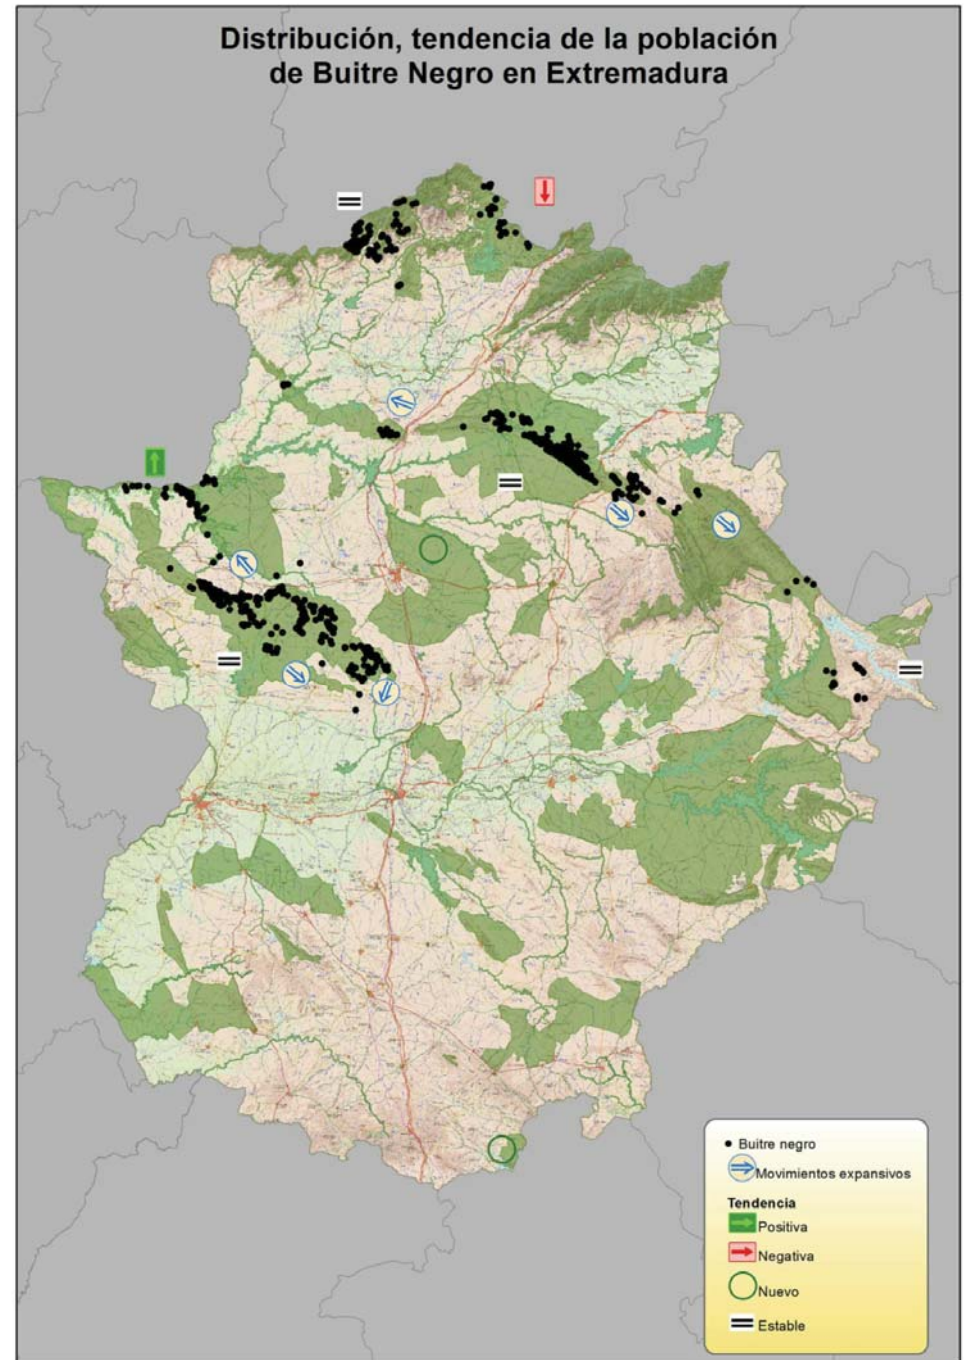 Distribución, tendencia de la población
de Buitre Negro en Extremadura
Buitre negro
Movimientos expansivos
Tendencia
Positiva
Negativa
Nuevo
Estable